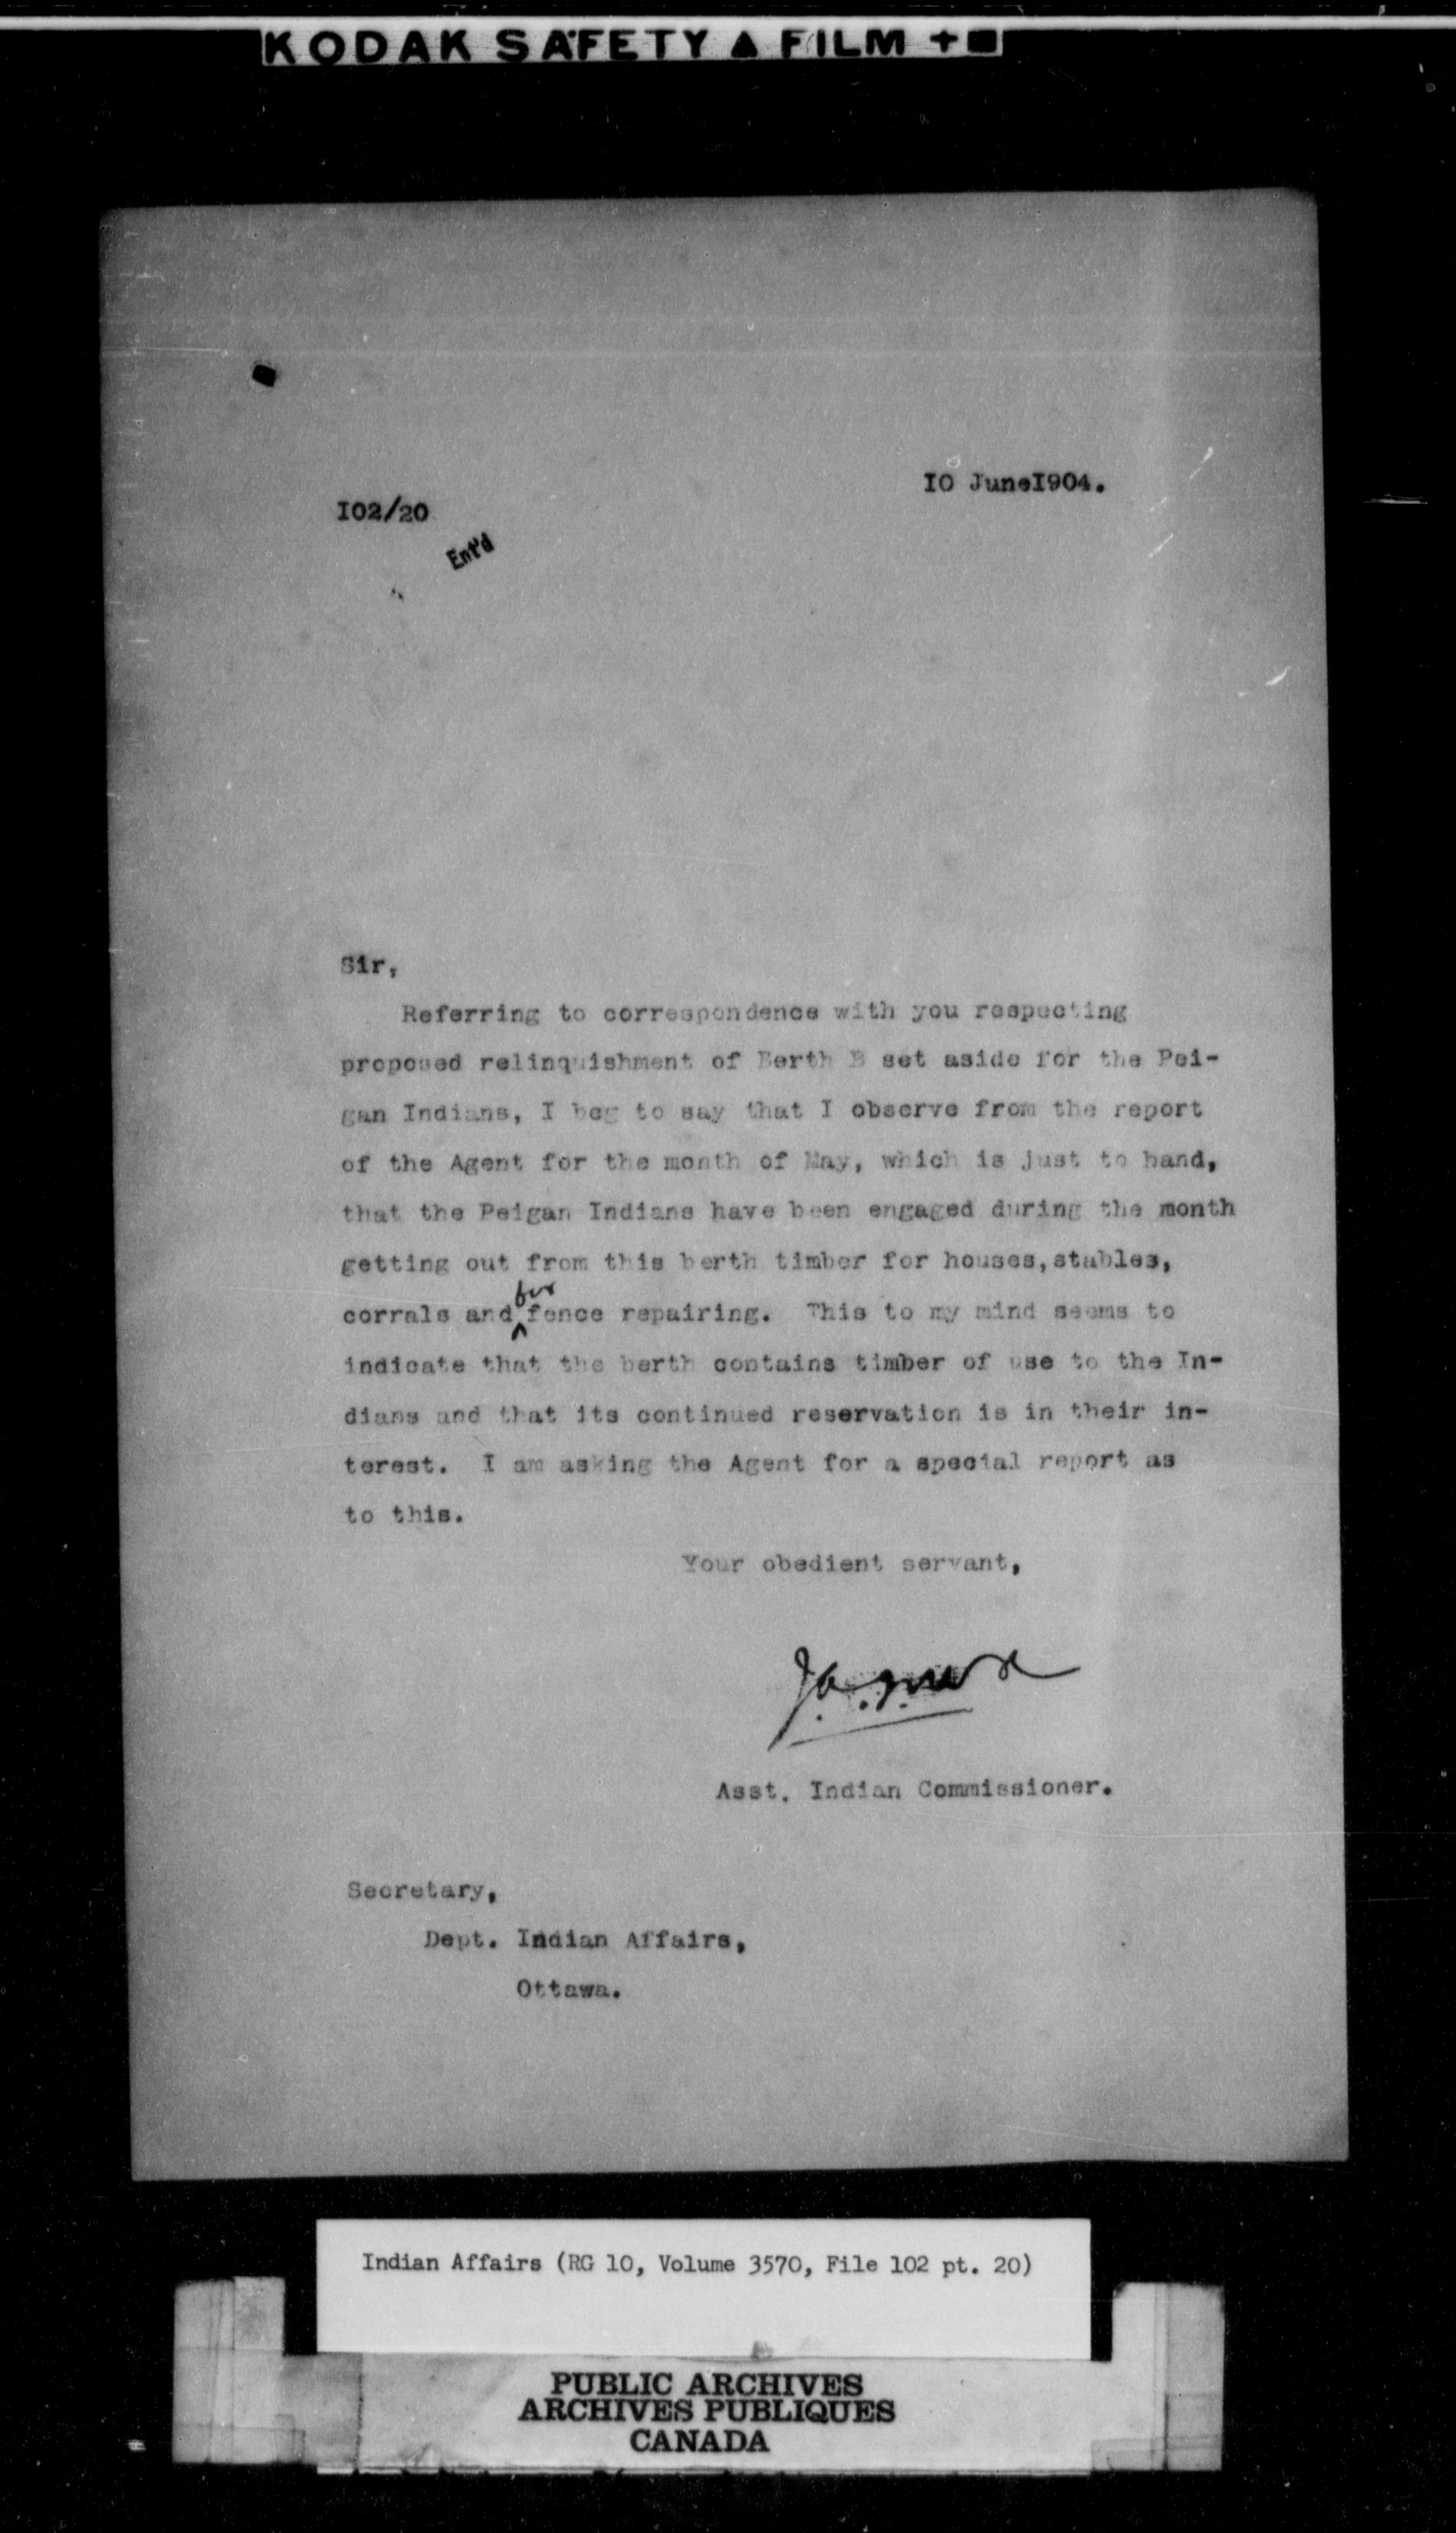 KODAK SAFETY ▲ FILM +■
IO JuneI904.
I02/20
Ent'd
Sir,
Referring to correspondence with you respecting
proposed relinquishment of Berth B set aside for the Pei-
gan Indians, I beg to say that I observe from the report
of the Agent for the month of May, which is just to hand,
that the Peigan Indians have been engaged during the month
getting out from this berth timber for houses,stables,
corrals and for fence repairing. This to my mind seems to
indicate that the berth contains timber of use to the In-
dians and that its continued reservation is in their in-
terest. I am asking the Agent for a special report as
to this.
Your obedient servant,
Asst. Indian Commissioner.
Secretary,
Dept. Indian Affairs,
Ottawa.
Indian Affairs (RG 10, Volume 3570, File 102 pt. 20)
PUBLIC ARCHIVES
ARCHIVES PUBLIQUES
CANADA